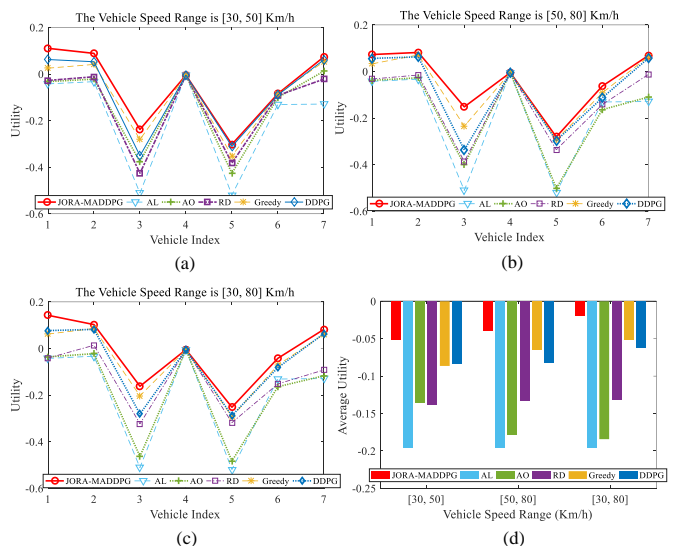 The Vehicle Speed Range is [30, 50] Km/h
0.2
0
-0.2
-0.4
-0.6
Utility
JORA-MADDPG AL AO RD Greedy DDPG
1 2 3 4 5 6 7
Vehicle Index
(a)
The Vehicle Speed Range is [50, 80] Km/h
0.2
0
-0.2
-0.4
-0.6
Utility
JORA-MADDPG AL AO RD Greedy DDPG
1 2 3 4 5 6 7
Vehicle Index
(b)
The Vehicle Speed Range is [30, 80] Km/h
0.2
0
-0.2
-0.4
-0.6
Utility
JORA-MADDPG AL AO RD Greedy DDPG
1 2 3 4 5 6 7
Vehicle Index
(c)
0
-0.05
-0.1
-0.15
-0.2
-0.25
Average Utility
JORA-MADDPG AL AO RD Greedy DDPG
[30, 50] [50, 80] [30, 80]
Vehicle Speed Range (Km/h)
(d)